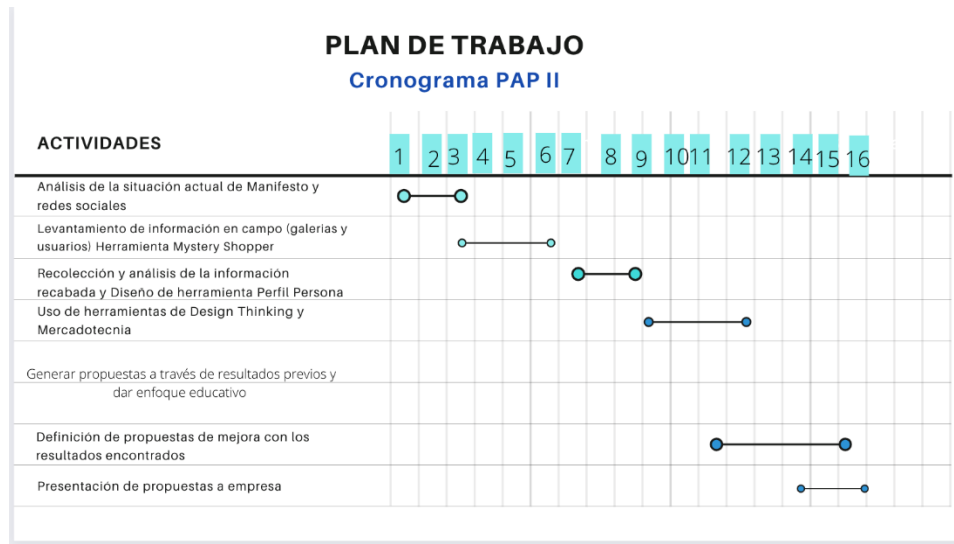 PLAN DE TRABAJO
Cronograma PAP II
ACTIVIDADES
1 2 3 4 5 6 7 8 9 10 11 12 13 14 15 16
Análisis de la situación actual de Manifesto y
redes sociales
Levantamiento de información en campo (galerias y
usuarios) Herramienta Mystery Shopper
Recolección y análisis de la información
recabada y Diseño de herramienta Perfil Persona
Uso de herramientas de Design Thinking y
Mercadotecnia
Generar propuestas a través de resultados previos y
dar enfoque educativo
Definición de propuestas de mejora con los
resultados encontrados
Presentación de propuestas a empresa